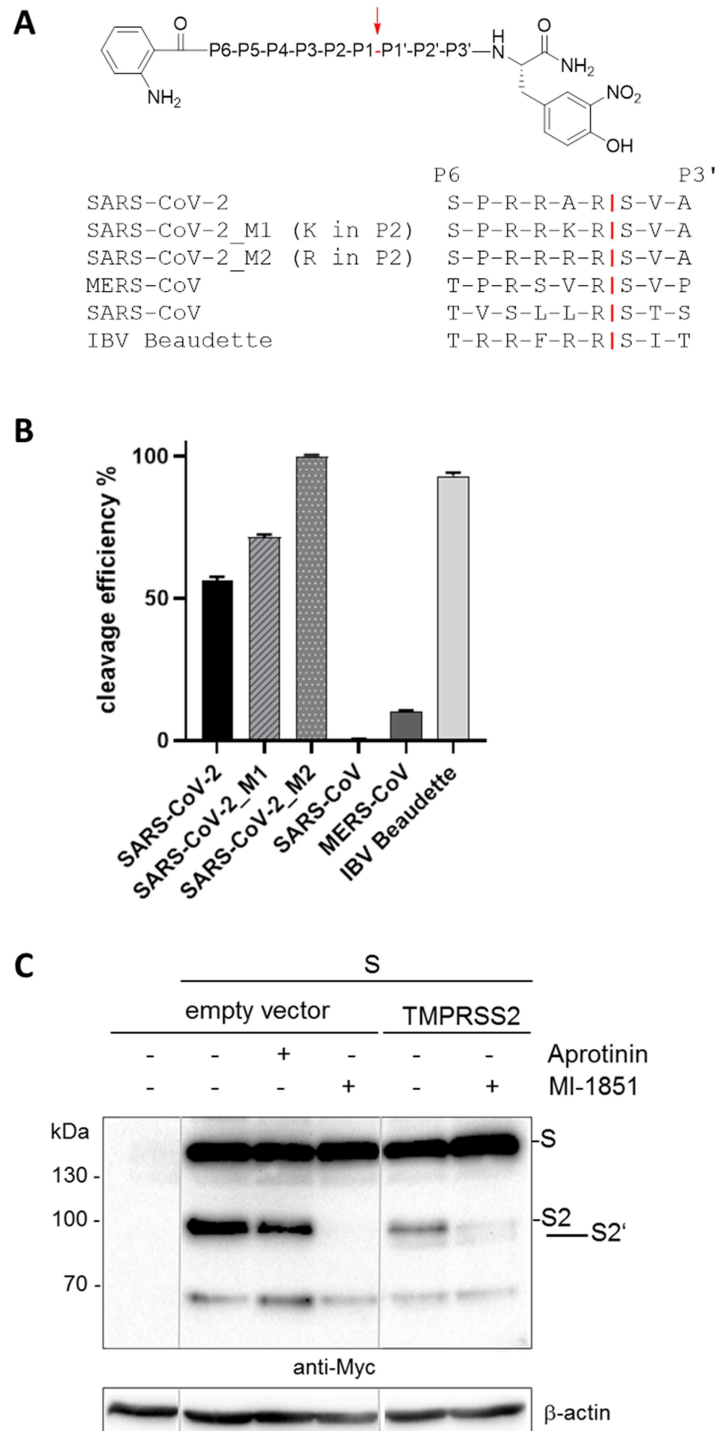 A
O
P6-P5-P4-P3-P2-P1-P1'-P2'-P3'
H
N
O
NH2
NH2
NO2
OH
P6 P3'
SARS-CoV-2 S-P-R-R-A-R|S-V-A
SARS-CoV-2_M1 (K in P2) S-P-R-R-K-R|S-V-A
SARS-CoV-2_M2 (R in P2) S-P-R-R-R-R|S-V-A
MERS-CoV T-P-R-S-V-R|S-V-P
SARS-CoV T-V-S-L-L-R|S-T-S
IBV Beaudette T-R-R-F-R-R|S-I-T
B
cleavage efficiency %
100
50
0
SARS-CoV-2
SARS-CoV-2_M1
SARS-CoV-2_M2
SARS-CoV
MERS-CoV
IBV Beaudette
C
S
empty vector TMPRSS2
- - + - - - Aprotinin
- - - + - + MI-1851
kDa
130 -
100 -
70 -
-S
-S2
S2‘
anti-Myc
β-actin